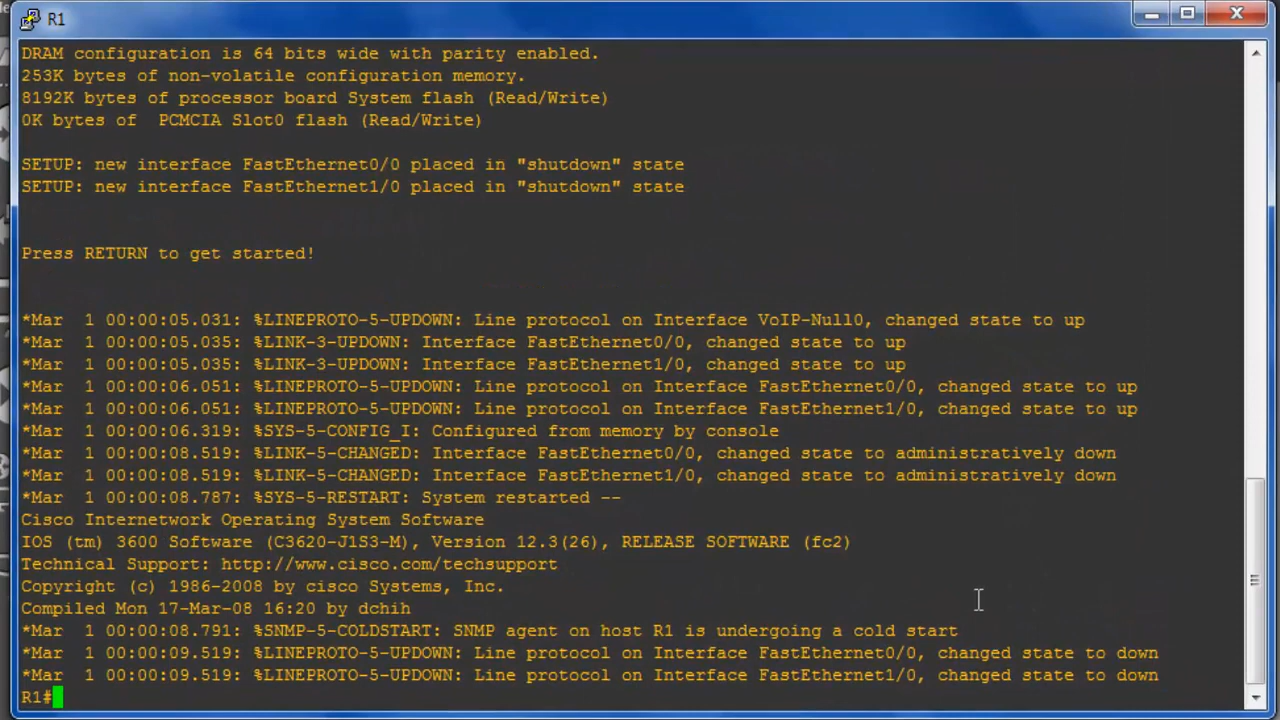 R1
DRAM configuration is 64 bits wide with parity enabled.
253K bytes of non-volatile configuration memory.
8192K bytes of processor board System flash (Read/Write)
0K bytes of  PCMCIA Slot0 flash (Read/Write)
SETUP: new interface FastEthernet0/0 placed in "shutdown" state
SETUP: new interface FastEthernet1/0 placed in "shutdown" state
Press RETURN to get started!
*Mar  1 00:00:05.031: %LINEPROTO-5-UPDOWN: Line protocol on Interface VoIP-Null0, changed state to up
*Mar  1 00:00:05.035: %LINK-3-UPDOWN: Interface FastEthernet0/0, changed state to up
*Mar  1 00:00:05.035: %LINK-3-UPDOWN: Interface FastEthernet1/0, changed state to up
*Mar  1 00:00:06.051: %LINEPROTO-5-UPDOWN: Line protocol on Interface FastEthernet0/0, changed state to up
*Mar  1 00:00:06.051: %LINEPROTO-5-UPDOWN: Line protocol on Interface FastEthernet1/0, changed state to up
*Mar  1 00:00:06.319: %SYS-5-CONFIG_I: Configured from memory by console
*Mar  1 00:00:08.519: %LINK-5-CHANGED: Interface FastEthernet0/0, changed state to administratively down
*Mar  1 00:00:08.519: %LINK-5-CHANGED: Interface FastEthernet1/0, changed state to administratively down
*Mar  1 00:00:08.787: %SYS-5-RESTART: System restarted --
Cisco Internetwork Operating System Software
IOS (tm) 3600 Software (C3620-J1S3-M), Version 12.3(26), RELEASE SOFTWARE (fc2)
Technical Support: http://www.cisco.com/techsupport
Copyright (c) 1986-2008 by cisco Systems, Inc.
Compiled Mon 17-Mar-08 16:20 by dchih
*Mar  1 00:00:08.791: %SNMP-5-COLDSTART: SNMP agent on host R1 is undergoing a cold start
*Mar  1 00:00:09.519: %LINEPROTO-5-UPDOWN: Line protocol on Interface FastEthernet0/0, changed state to down
*Mar  1 00:00:09.519: %LINEPROTO-5-UPDOWN: Line protocol on Interface FastEthernet1/0, changed state to down
R1#